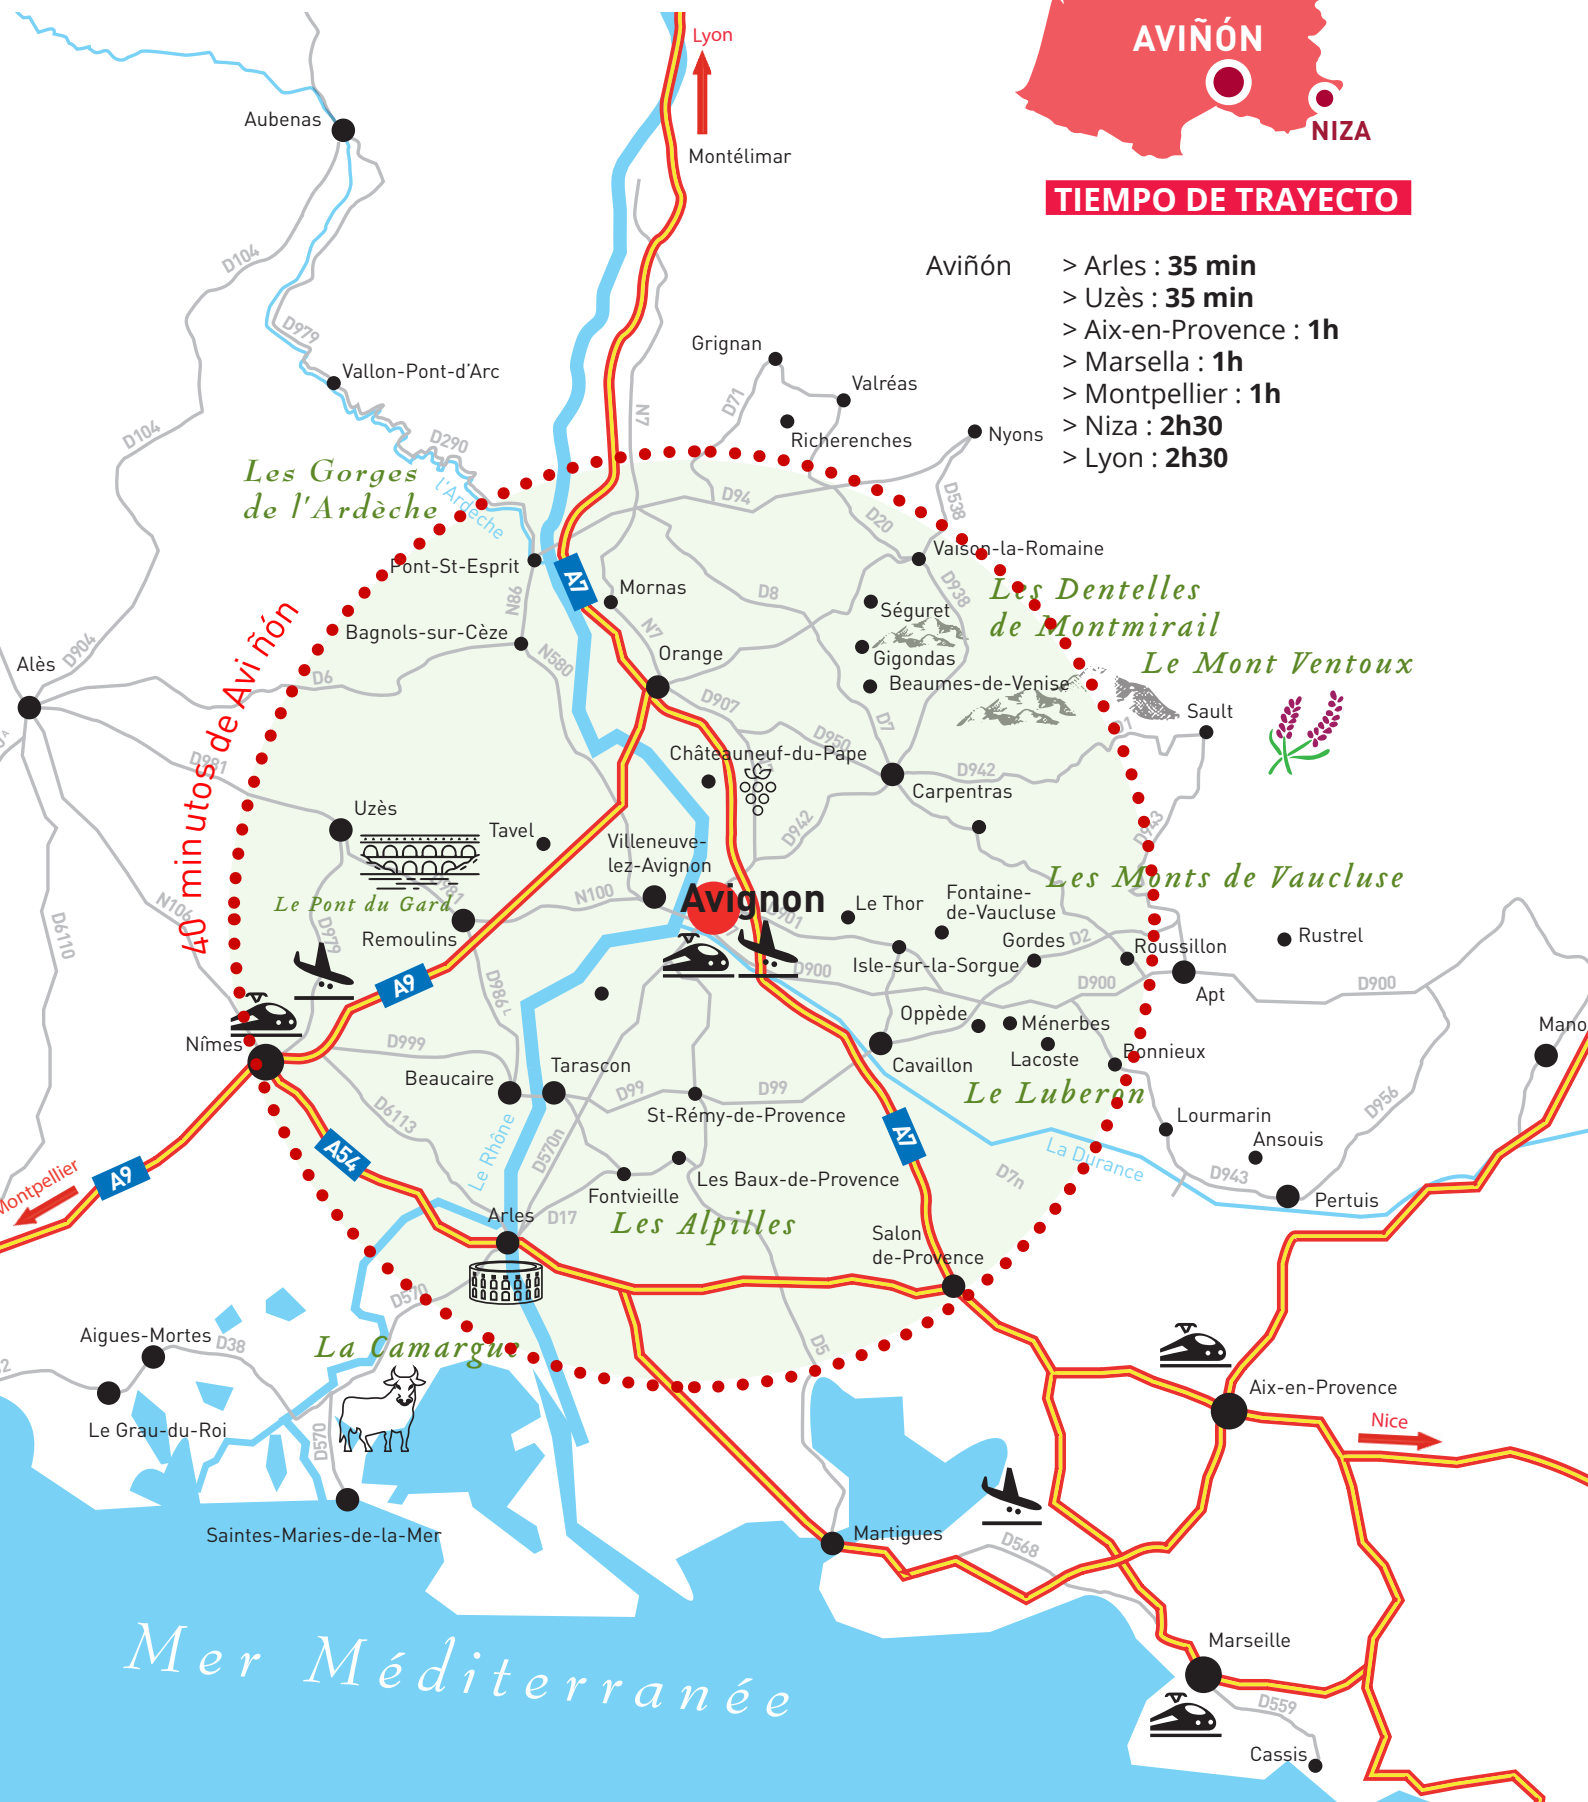 Lyon
AVIÑÓN
NIZA
Aubenas
Montélimar
TIEMPO DE TRAYECTO
Aviñón
> Arles : 35 min
> Uzès : 35 min
> Aix-en-Provence : 1h
> Marsella : 1h
> Montpellier : 1h
> Niza : 2h30
> Lyon : 2h30
D104
D979
Grignan
Vallon-Pont-d'Arc
Valréas
D71
N7
D104
D290
Richerenches
Nyons
Les Gorges
de l'Ardèche
l'Ardèche
D94
D538
D20
Vaison-la-Romaine
Pont-St-Esprit
A7
Mornas
D8
D938
Les Dentelles
de Montmirail
N86
Séguret
Bagnols-sur-Cèze
N7
N580
Orange
Gigondas
Le Mont Ventoux
Alès
D904
D6
Beaumes-de-Venise
D907
D7
Sault
D1
40 minutos de Aviñón
D981
D950
Châteauneuf-du-Pape
D942
Carpentras
Uzès
Tavel
Villeneuve-
lez-Avignon
D942
D943
Les Monts de Vaucluse
D981
N100
Avignon
Le Pont du Gard
N106
D6110
D979
Remoulins
D901
Le Thor
Fontaine-
de-Vaucluse
Gordes
D2
Roussillon
Rustrel
Isle-sur-la-Sorgue
D900
D900
D900
Apt
A9
D986L
Oppède
Ménerbes
Mano
Nîmes
D999
Cavaillon
Lacoste
Bonnieux
Beaucaire
Tarascon
D99
D99
Le Luberon
D6113
St-Rémy-de-Provence
A7
Lourmarin
D956
Ansouis
A54
Le Rhône
D570n
La Durance
Montpellier
A9
D7n
D943
Fontvieille
Les Baux-de-Provence
Pertuis
Arles
D17
Les Alpilles
Salon
de-Provence
D570
Aigues-Mortes
D38
La Camargue
D5
Aix-en-Provence
Le Grau-du-Roi
D570
Nice
Saintes-Maries-de-la-Mer
Martigues
D568
Mer Méditerranée
Marseille
D559
Cassis